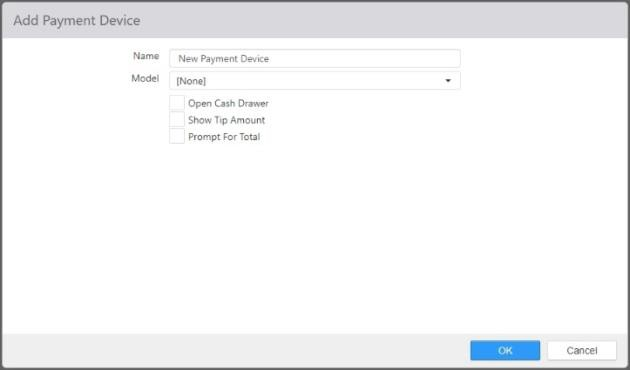 Add Payment Device
Name New Payment Device
Model [None]
Open Cash Drawer
Show Tip Amount
Prompt For Total
OK Cancel